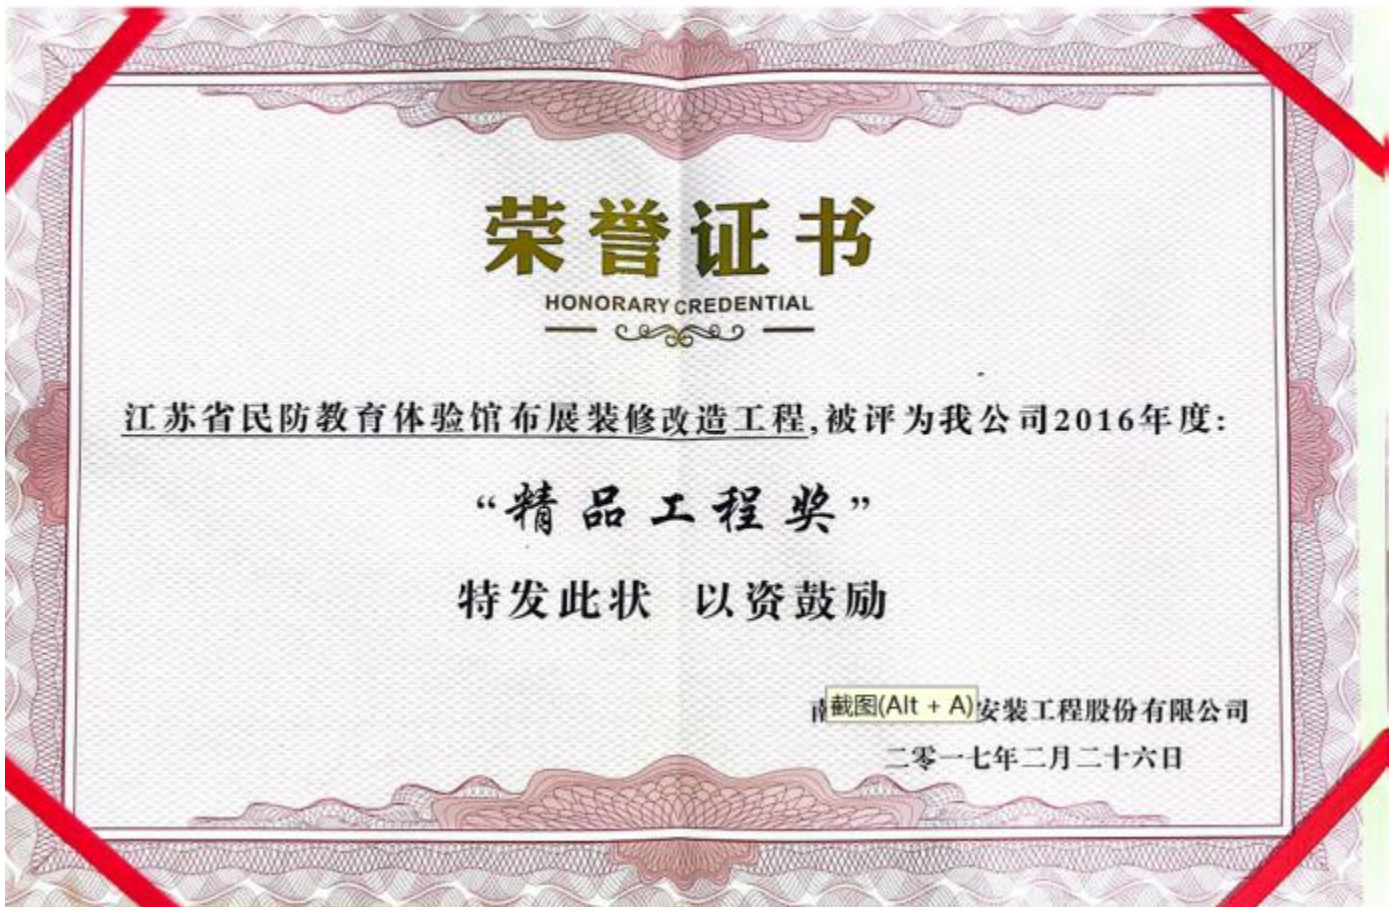 荣誉证书
HONORARY CREDENTIAL
江苏省民防教育体验馆布展装修改造工程,被评为我公司2016年度:
“精品工程奖”
特发此状 以资鼓励
南 截图(Alt + A) 安装工程股份有限公司
二零一七年二月二十六日